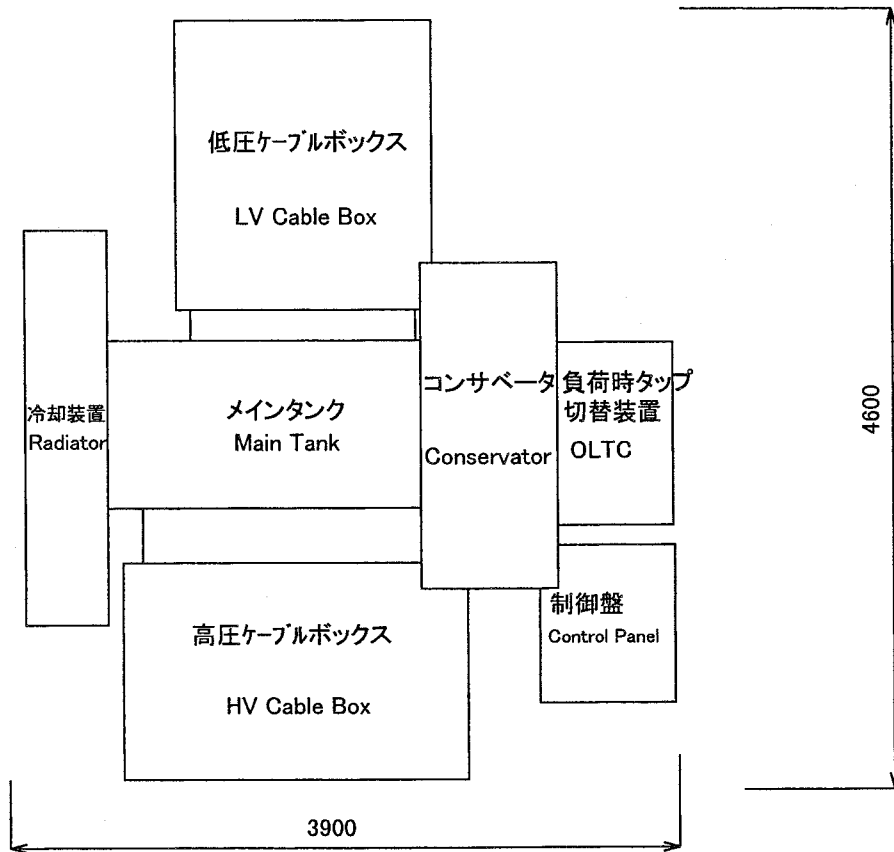 低圧ケーブルボックス
LV Cable Box
冷却装置
Radiator
メインタンク
Main Tank
コンサベータ
Conservator
負荷時タップ
切替装置
OLTC
4600
高圧ケーブルボックス
HV Cable Box
制御盤
Control Panel
3900